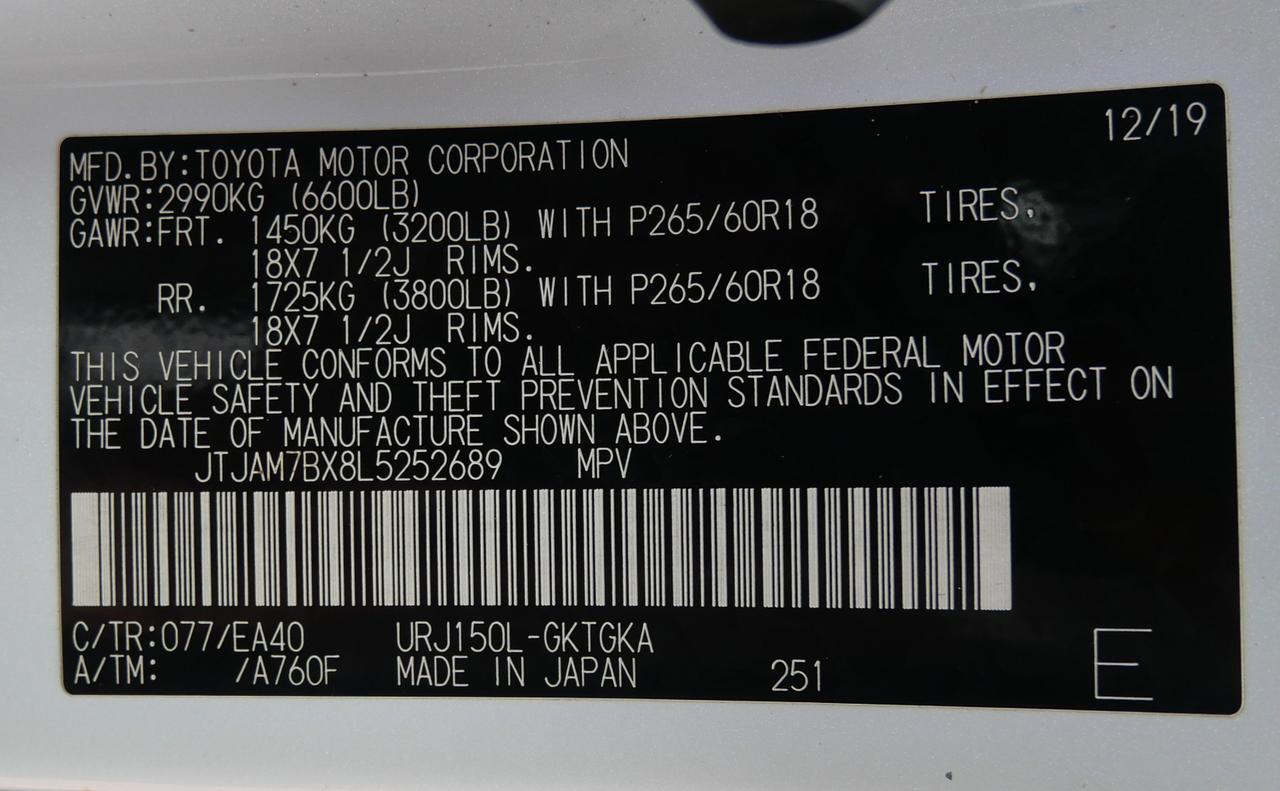 12/19
MFD.BY:TOYOTA MOTOR CORPORATION
GVWR:2990KG (6600LB)
GAWR:FRT. 1450KG (3200LB) WITH P265/60R18 TIRES,
18X7 1/2J RIMS.
RR. 1725KG (3800LB) WITH P265/60R18 TIRES,
18X7 1/2J RIMS.
THIS VEHICLE CONFORMS TO ALL APPLICABLE FEDERAL MOTOR
VEHICLE SAFETY AND THEFT PREVENTION STANDARDS IN EFFECT ON
THE DATE OF MANUFACTURE SHOWN ABOVE.
JTJAM7BX8L5252689 MPV
C/TR:077/EA40 URJ150L-GKTGKA
A/TM: /A760F MADE IN JAPAN 251 E